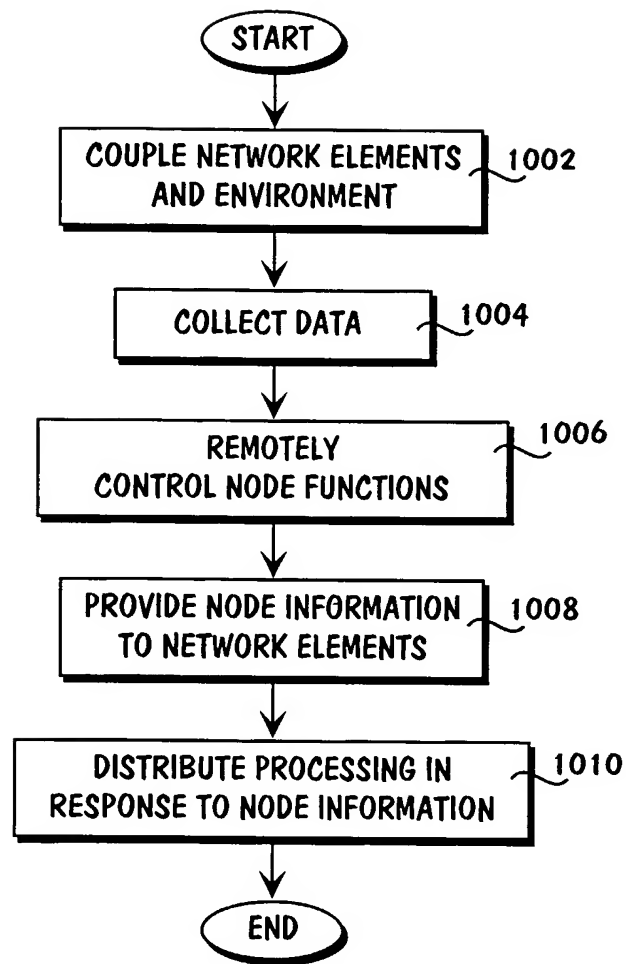 START
COUPLE NETWORK ELEMENTS
AND ENVIRONMENT
1002
COLLECT DATA
1004
REMOTELY
CONTROL NODE FUNCTIONS
1006
PROVIDE NODE INFORMATION
TO NETWORK ELEMENTS
1008
DISTRIBUTE PROCESSING IN
RESPONSE TO NODE INFORMATION
1010
END